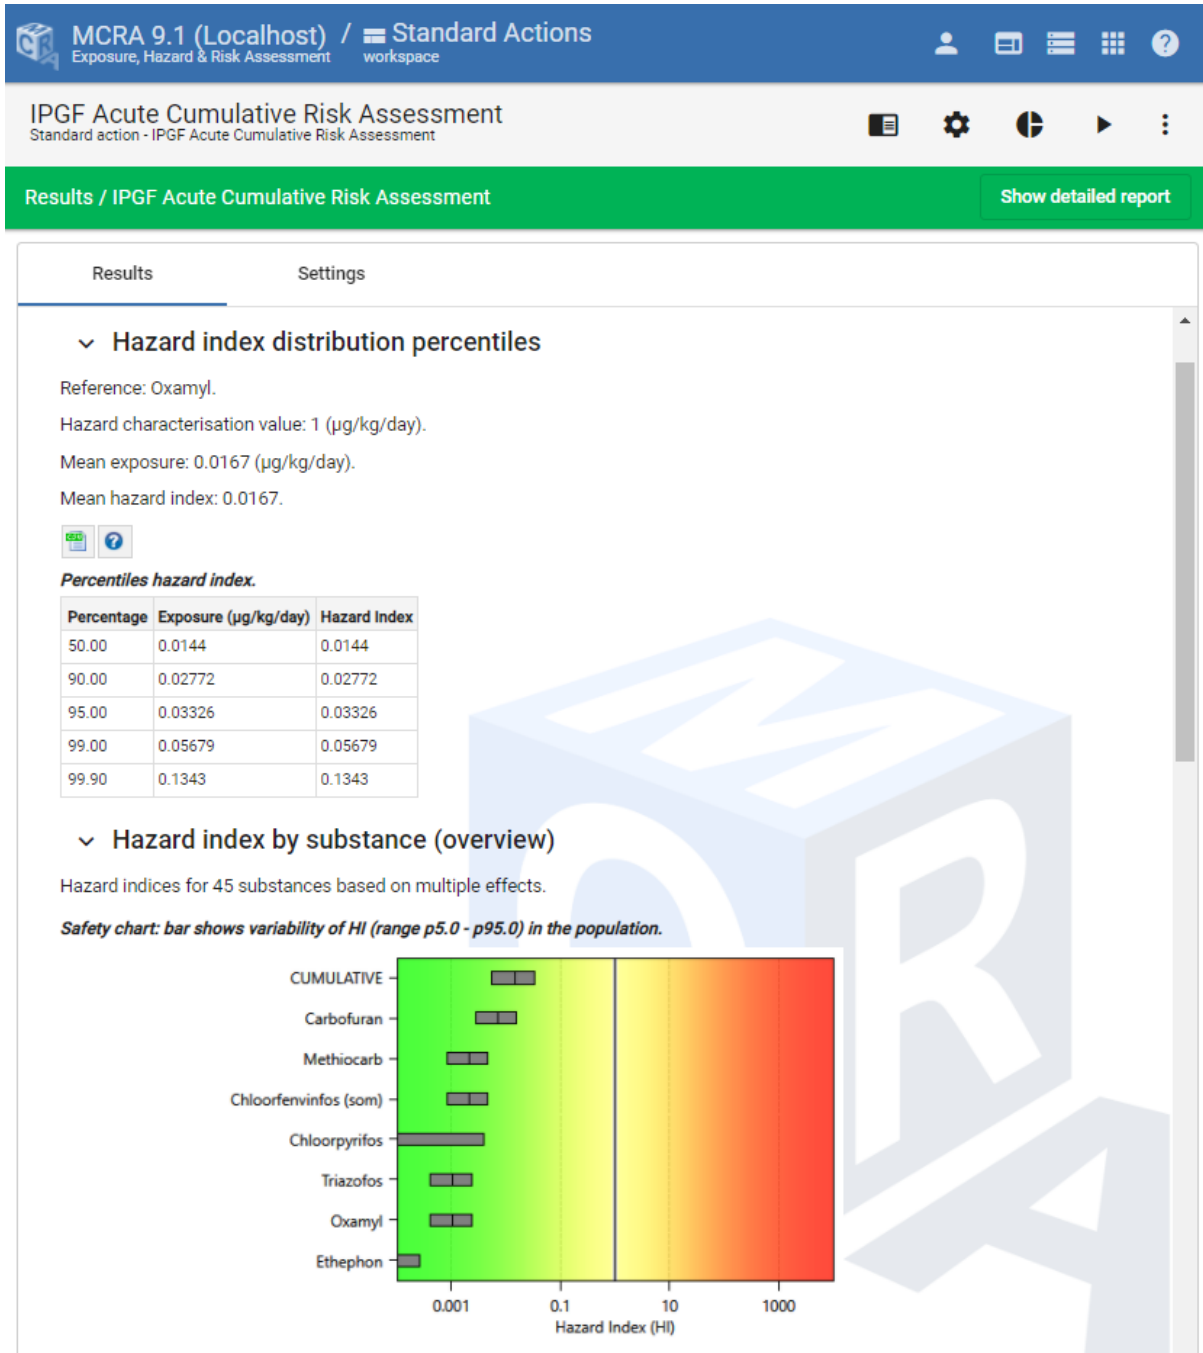 MCRA 9.1 (Localhost) / Standard Actions
Exposure, Hazard & Risk Assessment workspace
IPGF Acute Cumulative Risk Assessment
Standard action - IPGF Acute Cumulative Risk Assessment
Results / IPGF Acute Cumulative Risk Assessment Show detailed report
Results Settings
Hazard index distribution percentiles
Reference: Oxamyl.
Hazard characterisation value: 1 (µg/kg/day).
Mean exposure: 0.0167 (µg/kg/day).
Mean hazard index: 0.0167.
Percentiles hazard index.
Percentage Exposure (µg/kg/day) Hazard Index
50.00 0.0144 0.0144
90.00 0.02772 0.02772
95.00 0.03326 0.03326
99.00 0.05679 0.05679
99.90 0.1343 0.1343
Hazard index by substance (overview)
Hazard indices for 45 substances based on multiple effects.
Safety chart: bar shows variability of HI (range p5.0 - p95.0) in the population.
CUMULATIVE
Carbofuran
Methiocarb
Chloorfenvinfos (som)
Chloorpyrifos
Triazofos
Oxamyl
Ethephon
0.001 0.1 10 1000
Hazard Index (HI)